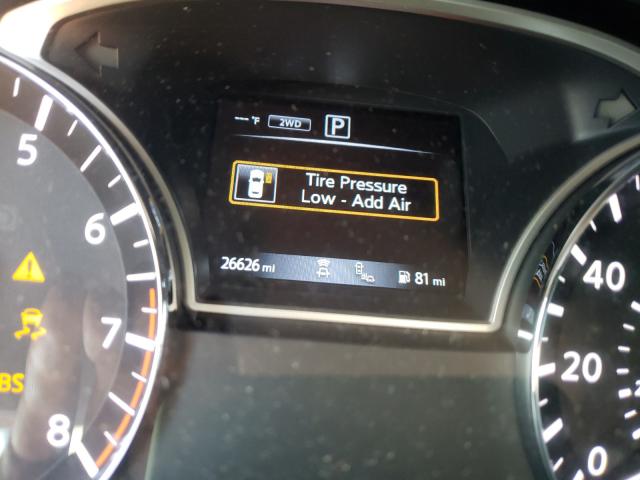 --- °F 2WD P
Tire Pressure
Low - Add Air
26626 mi 81 mi
5
6
7
8
BS
40
20
0